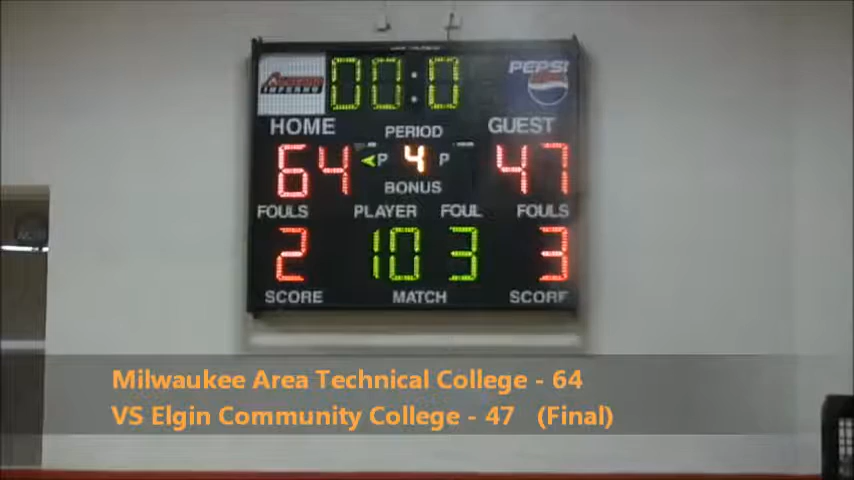 00:0
PEPSI
HOME PERIOD GUEST
64 P 4 P 47
BONUS
FOULS PLAYER FOUL FOULS
2 10 3 3
SCORE MATCH SCORE
Milwaukee Area Technical College - 64
VS Elgin Community College - 47 (Final)